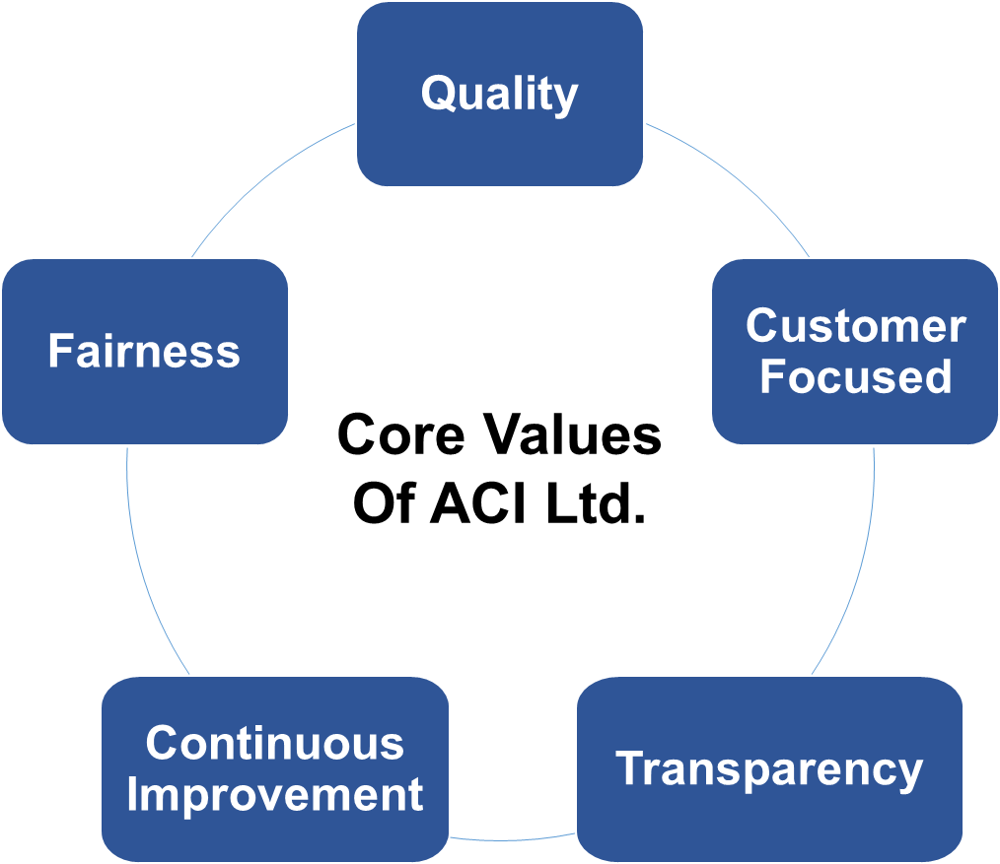 Quality
Customer
Focused
Transparency
Continuous
Improvement
Fairness
Core Values
Of ACI Ltd.